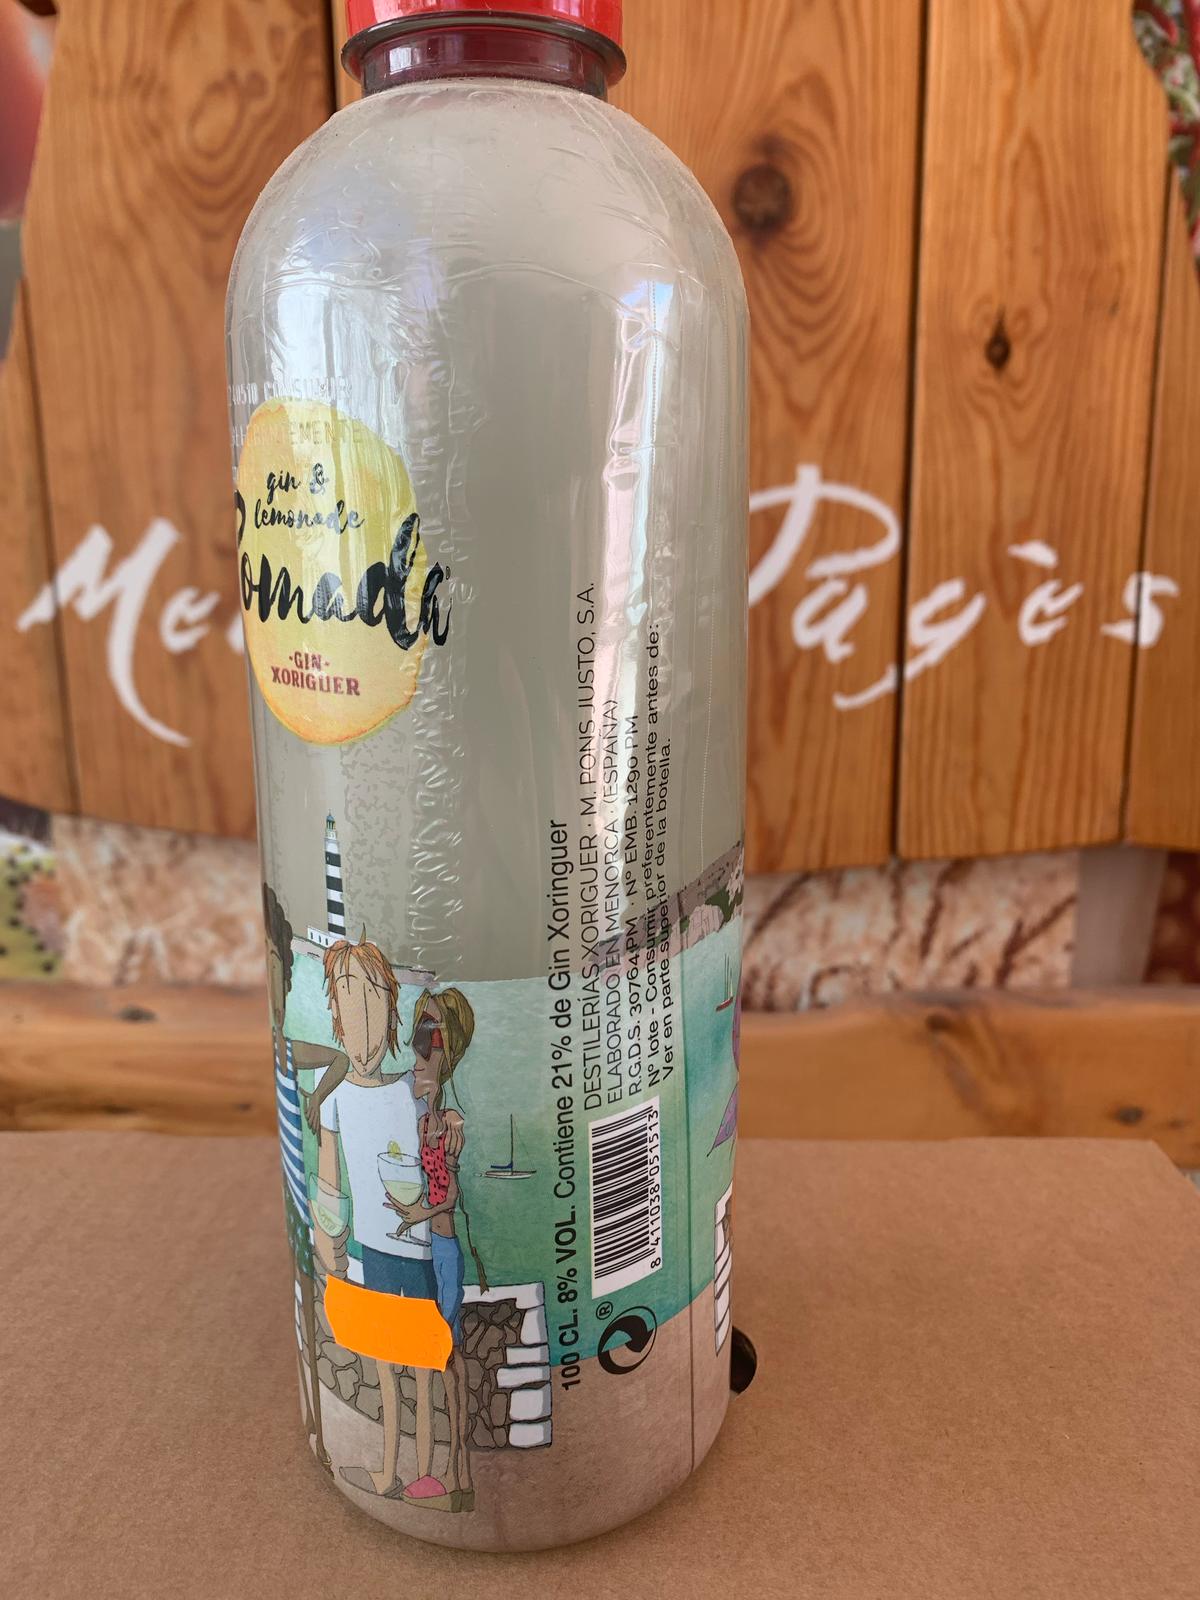 gin &
lemonade
Pomada
·GIN·
XORIGUER
100 CL. 8% VOL. Contiene 21% de Gin Xoringuer
DESTILERÍAS XORIGUER · M. PONS JUSTO, S.A.
ELABORADO EN MENORCA · (ESPAÑA)
R.G.D.S. 30764PM · Nº EMB. 1290 PM
Nº lote - Consumir preferentemente antes de:
Ver en parte superior de la botella.
8 411038 051513
®
Pagès